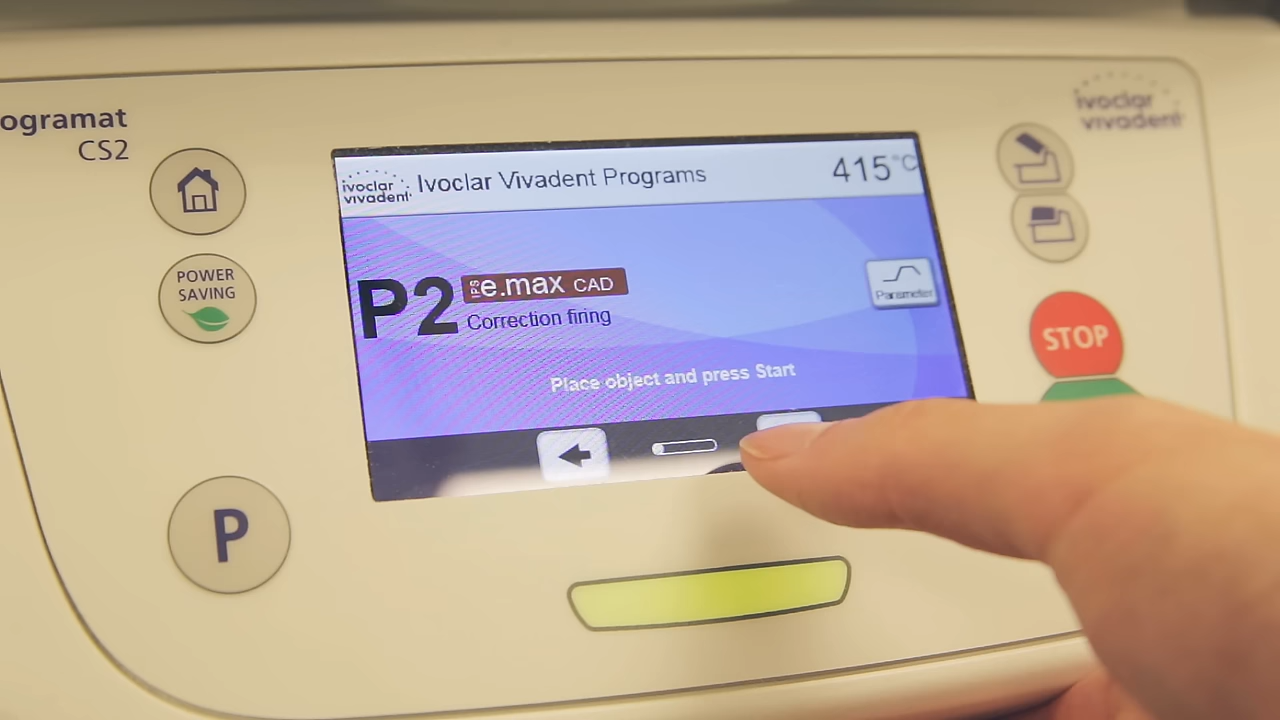 ogramat
CS2
POWER
SAVING
P
ivoclar
vivadent
Ivoclar Vivadent Programs
415°C
P2
IPS
e.max CAD
Correction firing
Parameter
Place object and press Start
ivoclar
vivadent
STOP